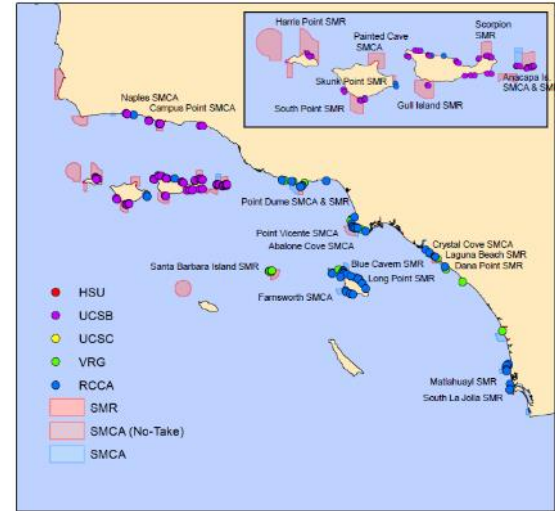 Harris Point SMR
Painted Cave
SMCA
Scorpion
SMR
Skunk Point SMR
Anacapa Is.
SMCA & SM
South Point SMR
Gull Island SMR
Naples SMCA
Campus Point SMCA
Point Dume SMCA & SMR
Point Vicente SMCA
Abalone Cove SMCA
Crystal Cove SMCA
Laguna Beach SMR
Dana Point SMR
Santa Barbara Island SMR
Blue Cavern SMR
Long Point SMR
Farnsworth SMCA
HSU
UCSB
UCSC
VRG
RCCA
SMR
SMCA (No-Take)
SMCA
Matlahuayl SMR
South La Jolla SMR